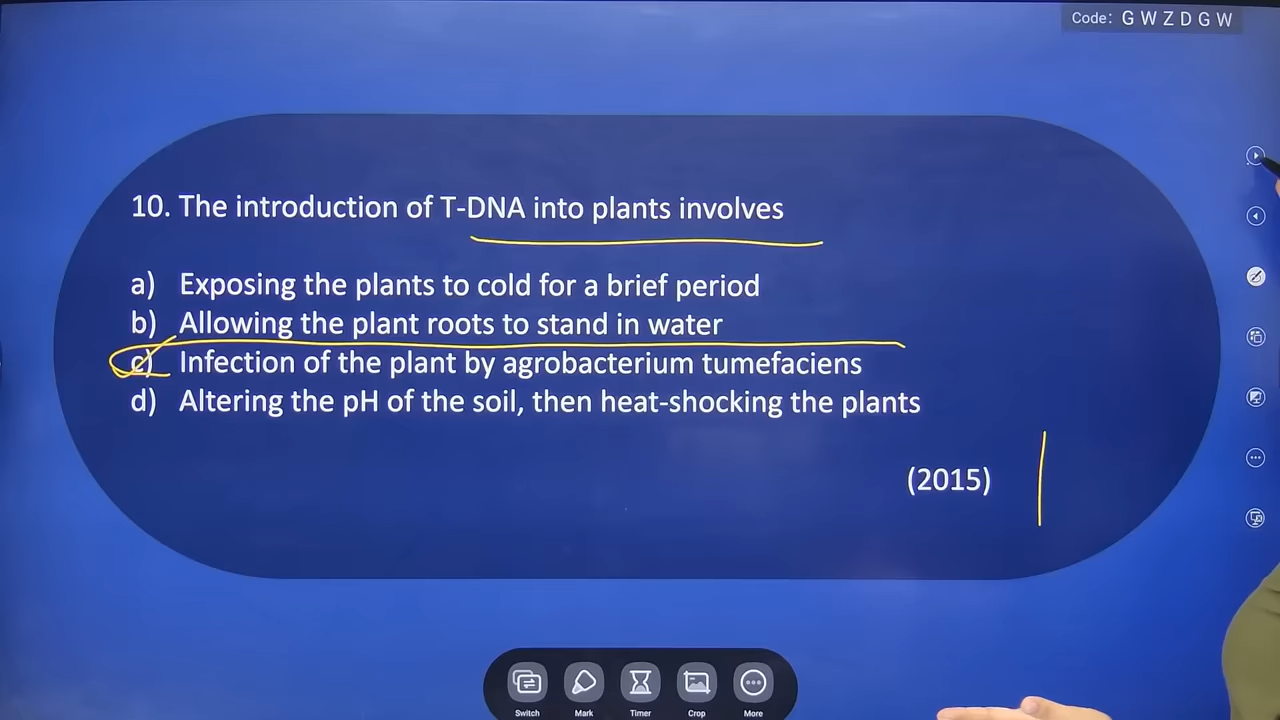 Code: G W Z D G W
10. The introduction of T-DNA into plants involves
a) Exposing the plants to cold for a brief period
b) Allowing the plant roots to stand in water
c) Infection of the plant by agrobacterium tumefaciens
d) Altering the pH of the soil, then heat-shocking the plants
(2015)
Switch Mark Timer Crop More